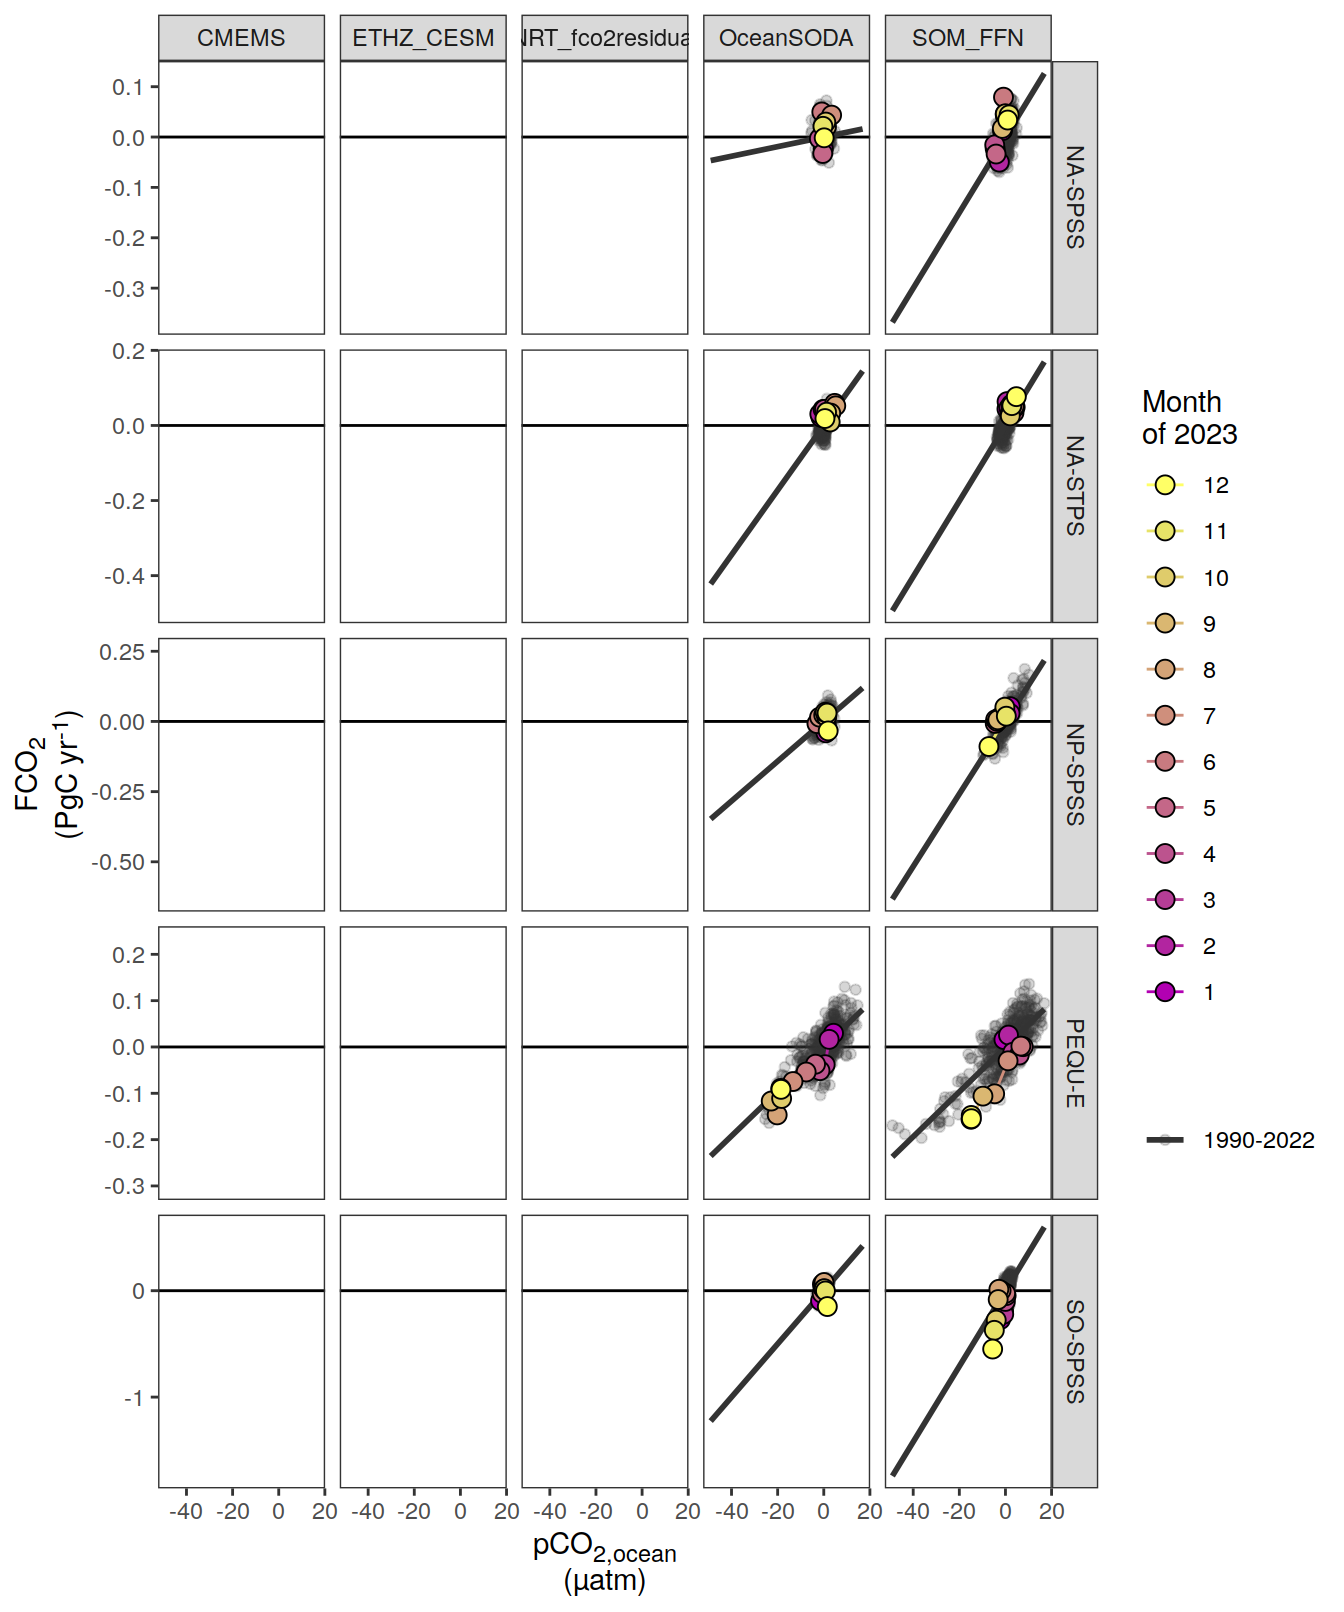 CMEMS ETHZ_CESM NRT_fco2residua OceanSODA SOM_FFN
0.1
0.0
-0.1
-0.2
-0.3
NA-SPSS
0.2
0.0
-0.2
-0.4
NA-STPS
0.25
0.00
-0.25
-0.50
NP-SPSS
0.2
0.1
0.0
-0.1
-0.2
-0.3
PEQU-E
0
-1
SO-SPSS
-40 -20 0 20 -40 -20 0 20 -40 -20 0 20 -40 -20 0 20 -40 -20 0 20
pCO2,ocean
(µatm)
FCO2
(PgC yr-1)
Month
of 2023
12
11
10
9
8
7
6
5
4
3
2
1
1990-2022